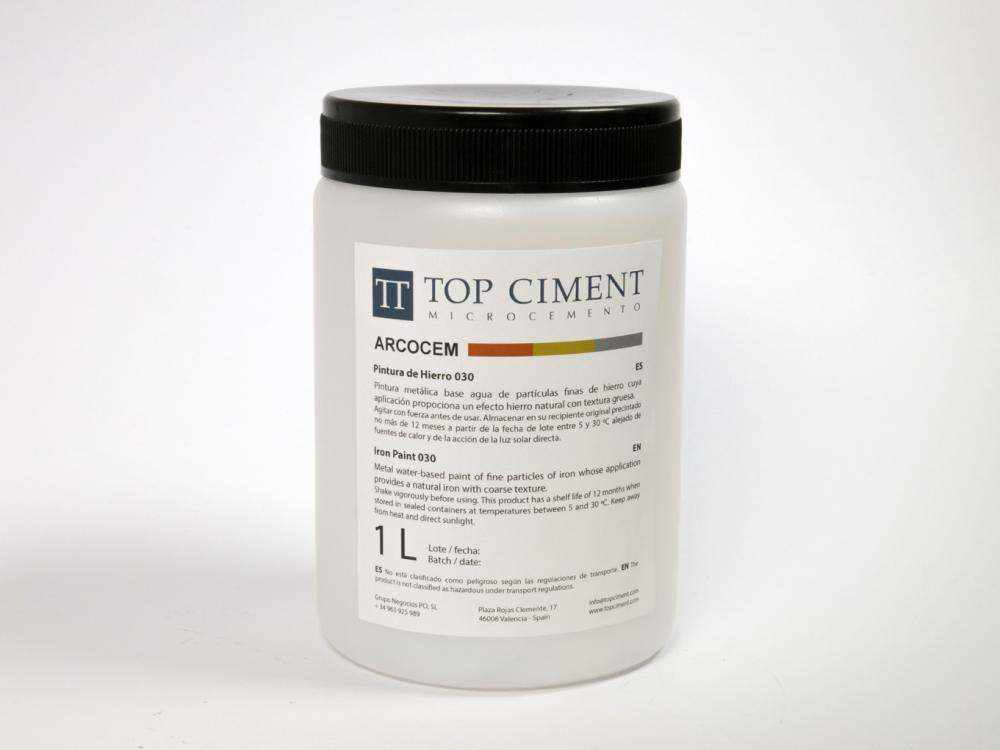 TT TOP CIMENT
MICROCEMENTO
ARCOCEM
Pintura de Hierro 030 ES
Pintura metálica base agua de partículas finas de hierro cuya
aplicación propociona un efecto hierro natural con textura gruesa.
Agitar con fuerza antes de usar. Almacenar en su recipiente original precintado
no más de 12 meses a partir de la fecha de lote entre 5 y 30 ºC alejado de
fuentes de calor y de la acción de la luz solar directa.
Iron Paint 030 EN
Metal water-based paint of fine particles of iron whose application
provides a natural iron with coarse texture.
Shake vigorously before using. This product has a shelf life of 12 months when
stored in sealed containers at temperatures between 5 and 30 ºC. Keep away
from heat and direct sunlight.
1 L
Lote / fecha:
Batch / date:
ES No está clasificado como peligroso según las regulaciones de transporte. EN The
product is not classified as hazardous under transport regulations.
Grupo Negocios PO, SL Plaza Rojas Clemente, 17 info@topciment.com
+ 34 963 925 989 46008 Valencia - Spain www.topciment.com